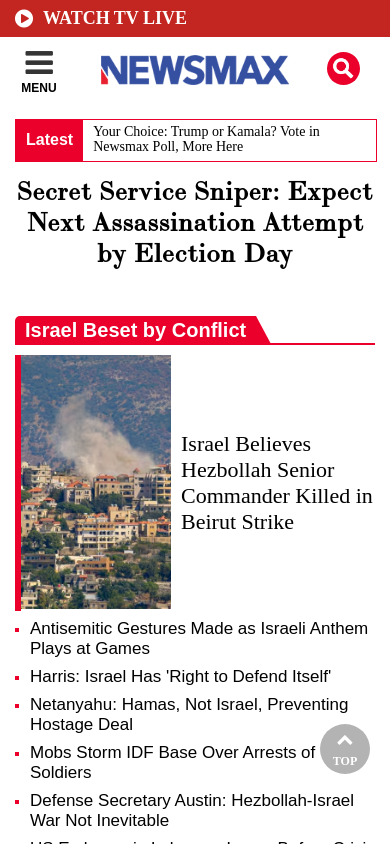 WATCH TV LIVE
MENU
NEWSMAX
Latest
Your Choice: Trump or Kamala? Vote in
Newsmax Poll, More Here
Secret Service Sniper: Expect
Next Assassination Attempt
by Election Day
Israel Beset by Conflict
Israel Believes
Hezbollah Senior
Commander Killed in
Beirut Strike
Antisemitic Gestures Made as Israeli Anthem
Plays at Games
Harris: Israel Has 'Right to Defend Itself'
Netanyahu: Hamas, Not Israel, Preventing
Hostage Deal
Mobs Storm IDF Base Over Arrests of
Soldiers
TOP
Defense Secretary Austin: Hezbollah-Israel
War Not Inevitable